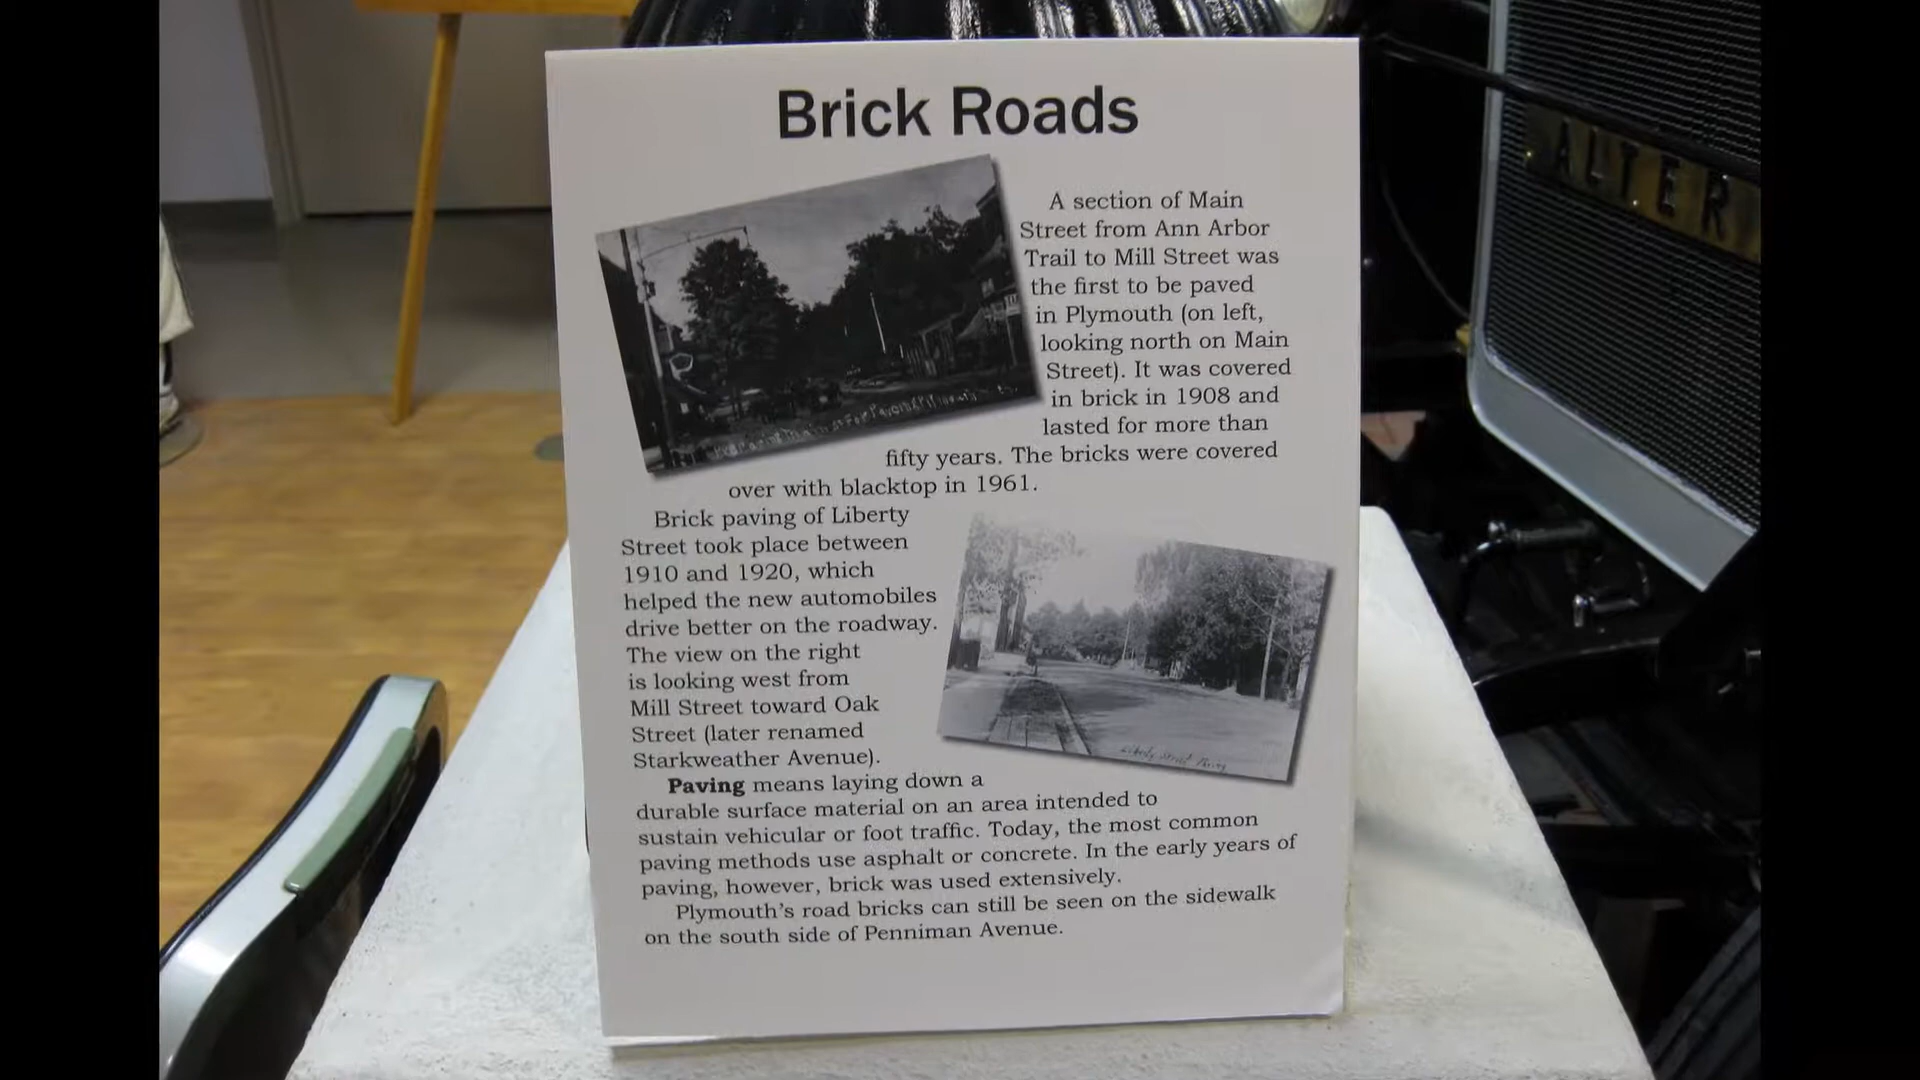 Brick Roads
A section of Main
Street from Ann Arbor
Trail to Mill Street was
the first to be paved
in Plymouth (on left,
looking north on Main
Street). It was covered
in brick in 1908 and
lasted for more than
fifty years. The bricks were covered
over with blacktop in 1961.
Brick paving of Liberty
Street took place between
1910 and 1920, which
helped the new automobiles
drive better on the roadway.
The view on the right
is looking west from
Mill Street toward Oak
Street (later renamed
Starkweather Avenue).
Paving means laying down a
durable surface material on an area intended to
sustain vehicular or foot traffic. Today, the most common
paving methods use asphalt or concrete. In the early years of
paving, however, brick was used extensively.
Plymouth's road bricks can still be seen on the sidewalk
on the south side of Penniman Avenue.
Liberty Street Paving
ALTER